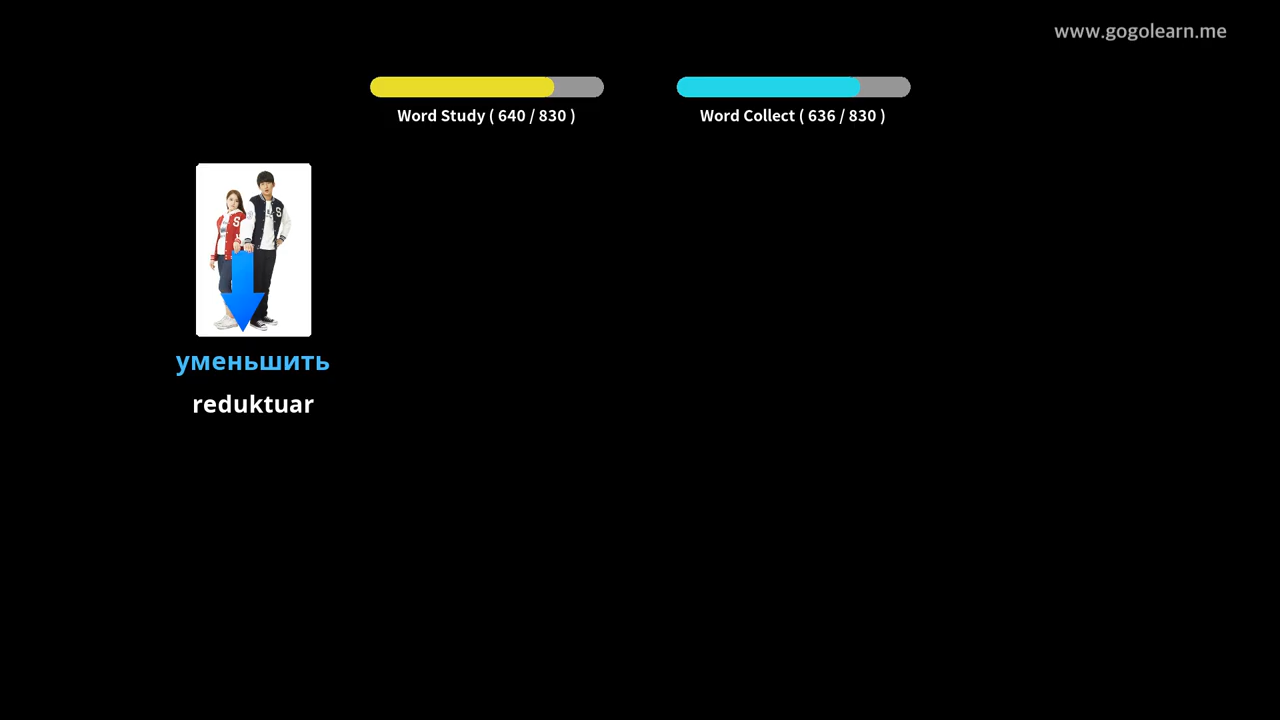 www.gogolearn.me
Word Study ( 640 / 830 )
Word Collect ( 636 / 830 )
S
S
уменьшить
reduktuar